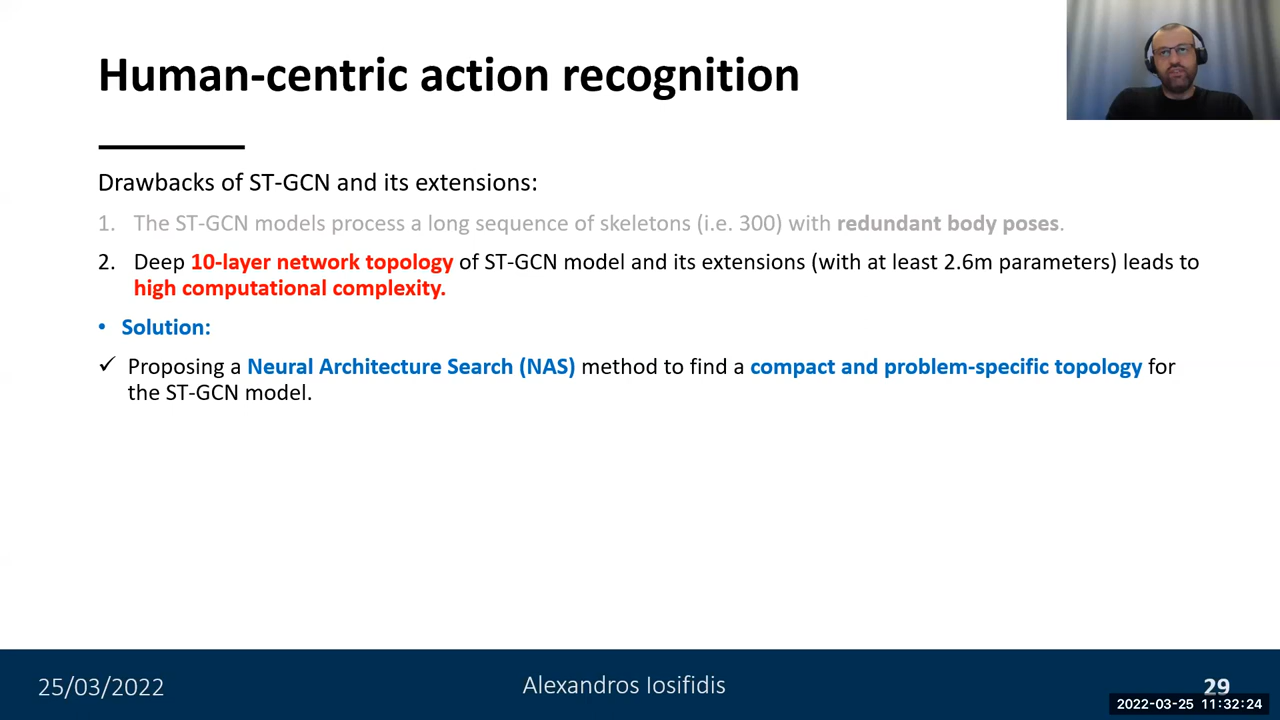 Human-centric action recognition
Drawbacks of ST-GCN and its extensions:
1. The ST-GCN models process a long sequence of skeletons (i.e. 300) with redundant body poses.
2. Deep 10-layer network topology of ST-GCN model and its extensions (with at least 2.6m parameters) leads to
high computational complexity.
• Solution:
✓ Proposing a Neural Architecture Search (NAS) method to find a compact and problem-specific topology for
the ST-GCN model.
25/03/2022
Alexandros Iosifidis
29
2022-03-25 11:32:24